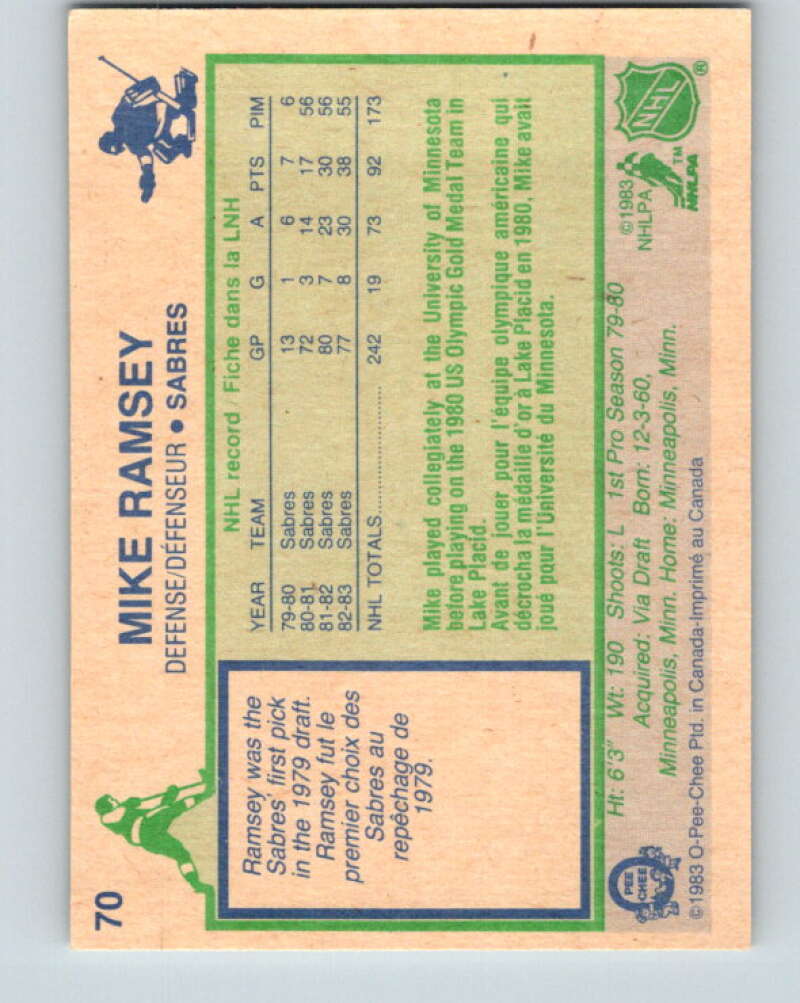 70
MIKE RAMSEY
DEFENSE/DÉFENSEUR • SABRES
Ramsey was the
Sabres' first pick
in the 1979 draft.
Ramsey fut le
premier choix des
Sabres au
repêchage de
1979.
NHL record / Fiche dans la LNH
YEAR TEAM GP G A PTS PIM
79-80 Sabres 13 1 6 7 6
80-81 Sabres 72 3 14 17 56
81-82 Sabres 80 7 23 30 56
82-83 Sabres 77 8 30 38 55
NHL TOTALS 242 19 73 92 173
Mike played collegiately at the University of Minnesota
before playing on the 1980 US Olympic Gold Medal Team in
Lake Placid.
Avant de jouer pour l'équipe olympique américaine qui
décrocha la médaille d'or à Lake Placid en 1980, Mike avait
joué pour l'Université du Minnesota.
Ht: 6'3" Wt: 190 Shoots: L 1st Pro Season 79-80
Acquired: Via Draft Born: 12-3-60,
Minneapolis, Minn. Home: Minneapolis, Minn.
©1983 O-Pee-Chee Ptd. in Canada-Imprimé au Canada
O PEE CHEE
©1983
NHLPA
NHL ®
NHLPA ™